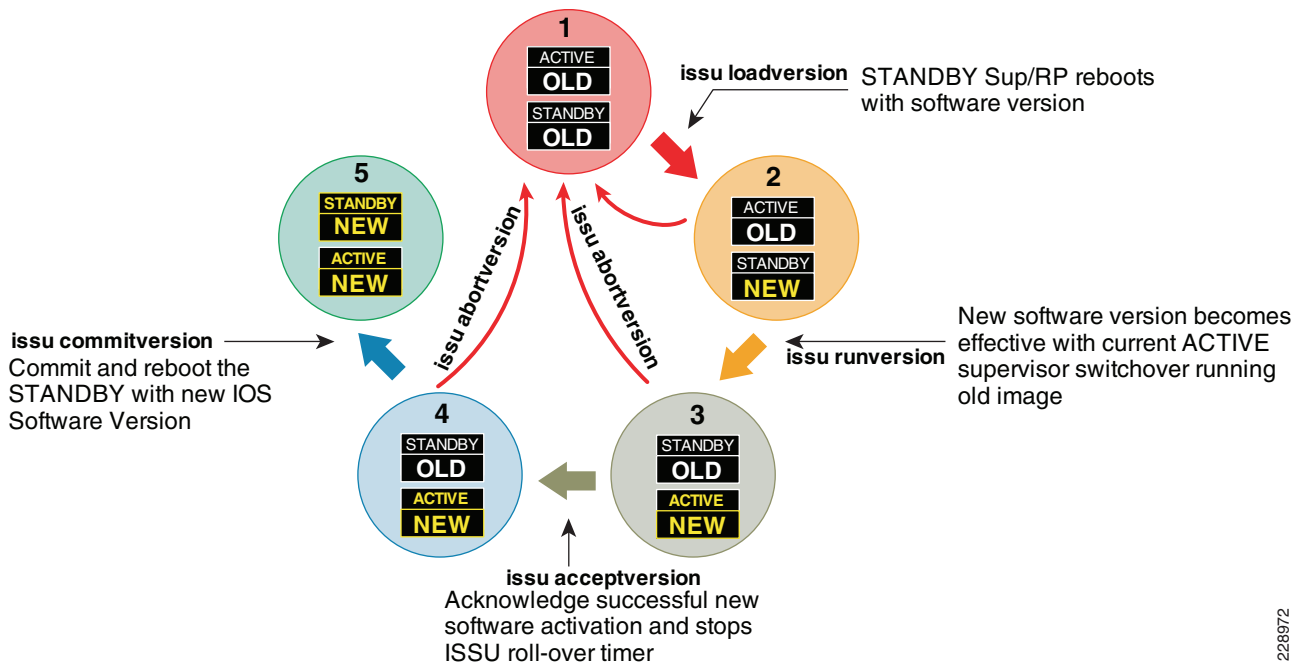 1
ACTIVE
OLD
STANDBY
OLD
issu loadversion
STANDBY Sup/RP reboots
with software version
2
ACTIVE
OLD
STANDBY
NEW
issu runversion
New software version becomes
effective with current ACTIVE
supervisor switchover running
old image
3
STANDBY
OLD
ACTIVE
NEW
issu abortversion
issu acceptversion
Acknowledge successful new
software activation and stops
ISSU roll-over timer
4
STANDBY
OLD
ACTIVE
NEW
issu abortversion
issu commitversion
Commit and reboot the
STANDBY with new IOS
Software Version
5
STANDBY
NEW
ACTIVE
NEW
228972